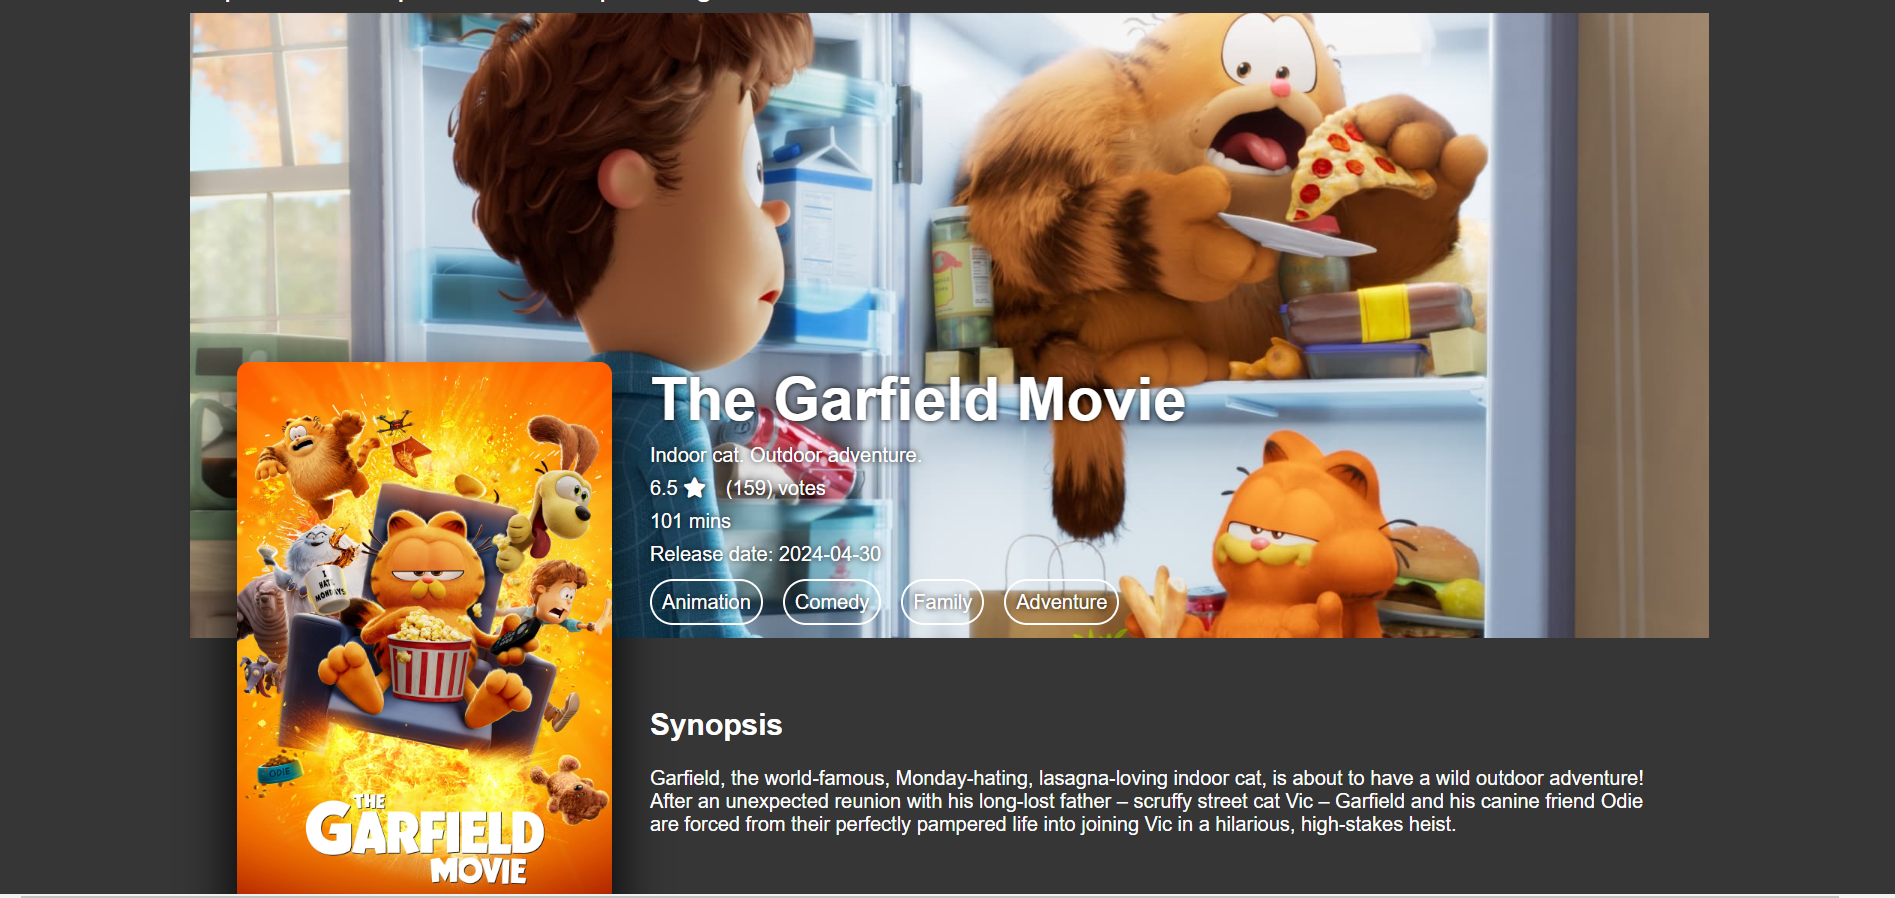 The Garfield Movie
Indoor cat. Outdoor adventure.
6.5 (159) votes
101 mins
Release date: 2024-04-30
Animation Comedy Family Adventure
I
HATE
MONDAYS
ODIE
THE
GARFIELD
MOVIE
Synopsis
Garfield, the world-famous, Monday-hating, lasagna-loving indoor cat, is about to have a wild outdoor adventure!
After an unexpected reunion with his long-lost father – scruffy street cat Vic – Garfield and his canine friend Odie
are forced from their perfectly pampered life into joining Vic in a hilarious, high-stakes heist.